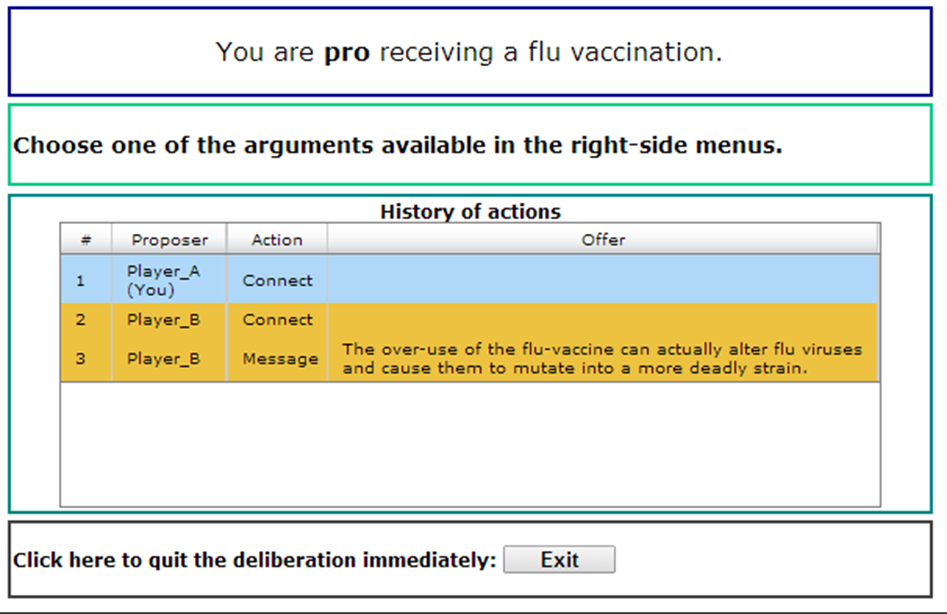 You are pro receiving a flu vaccination.
Choose one of the arguments available in the right-side menus.
History of actions
# Proposer Action Offer
1 Player_A (You) Connect
2 Player_B Connect
3 Player_B Message The over-use of the flu-vaccine can actually alter flu viruses
and cause them to mutate into a more deadly strain.
Click here to quit the deliberation immediately: Exit